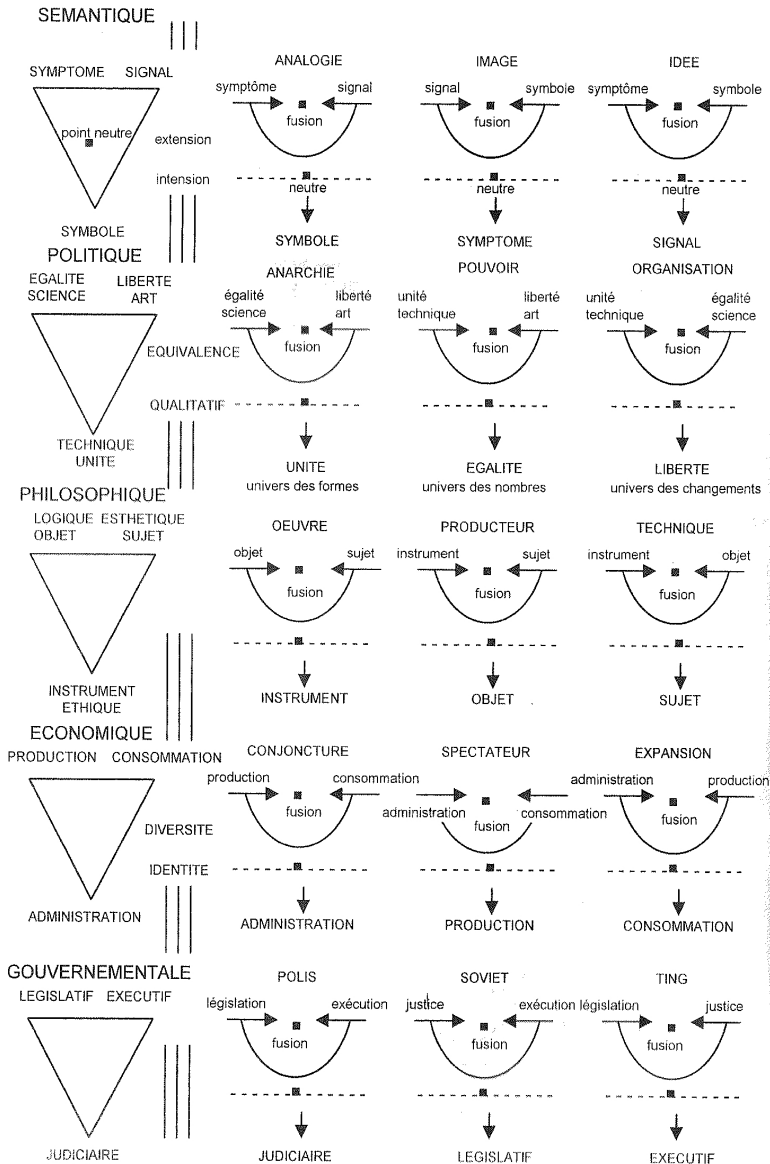 SEMANTIQUE
SYMPTOME SIGNAL
point neutre
extension
intension
SYMBOLE
ANALOGIE
symptôme signal
fusion
neutre
SYMBOLE
IMAGE
signal symbole
fusion
neutre
SYMPTOME
IDEE
symptôme symbole
fusion
neutre
SIGNAL
POLITIQUE
EGALITE LIBERTE
SCIENCE ART
EQUIVALENCE
QUALITATIF
TECHNIQUE
UNITE
ANARCHIE
égalité liberté
science art
fusion
UNITE
univers des formes
POUVOIR
unité liberté
technique art
fusion
EGALITE
univers des nombres
ORGANISATION
unité égalité
technique science
fusion
LIBERTE
univers des changements
PHILOSOPHIQUE
LOGIQUE ESTHETIQUE
OBJET SUJET
INSTRUMENT
ETHIQUE
OEUVRE
objet sujet
fusion
INSTRUMENT
PRODUCTEUR
instrument sujet
fusion
OBJET
TECHNIQUE
instrument objet
fusion
SUJET
ECONOMIQUE
PRODUCTION CONSOMMATION
DIVERSITE
IDENTITE
ADMINISTRATION
CONJONCTURE
production consommation
fusion
ADMINISTRATION
SPECTATEUR
administration consommation
fusion
PRODUCTION
EXPANSION
administration production
fusion
CONSOMMATION
GOUVERNEMENTALE
LEGISLATIF EXECUTIF
JUDICIAIRE
POLIS
législation exécution
fusion
JUDICIAIRE
SOVIET
justice exécution
fusion
LEGISLATIF
TING
législation justice
fusion
EXECUTIF